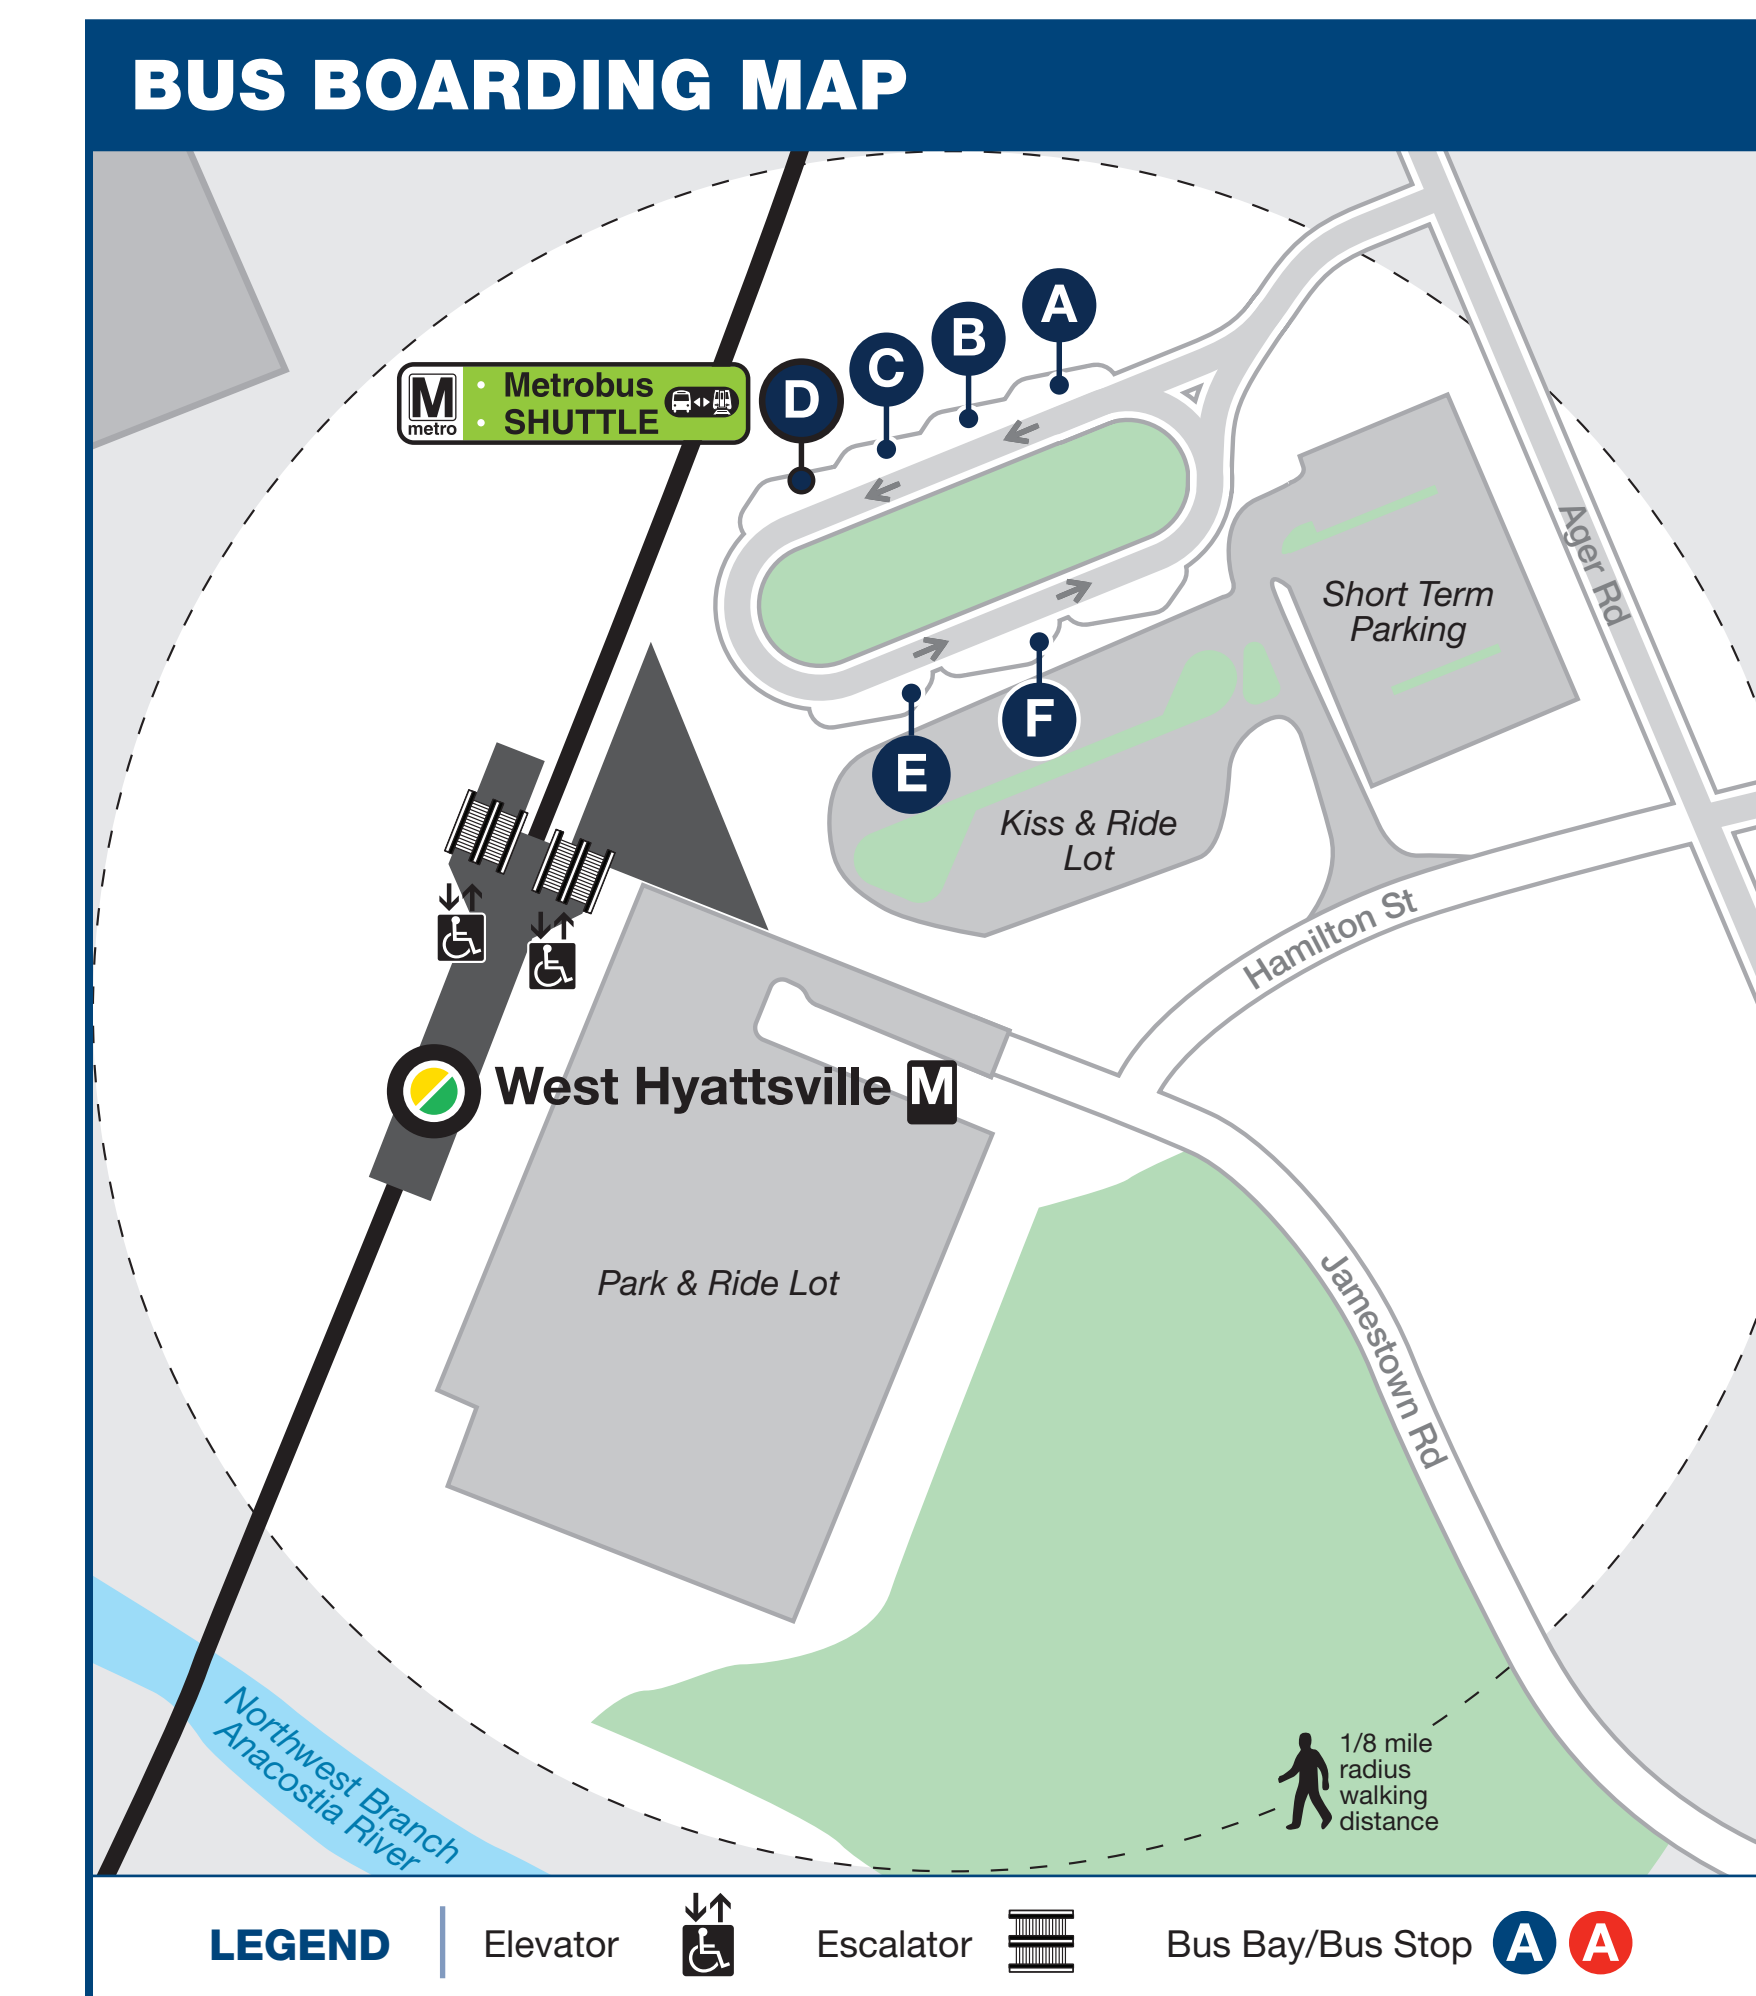 BUS BOARDING MAP
A
B
C
D
M
metro
• Metrobus
• SHUTTLE
Ager Rd
Short Term
Parking
F
E
Kiss & Ride
Lot
Hamilton St
West Hyattsville M
Park & Ride Lot
Jamestown Rd
Northwest Branch
Anacostia River
1/8 mile
radius
walking
distance
LEGEND
Elevator
Escalator
Bus Bay/Bus Stop A A